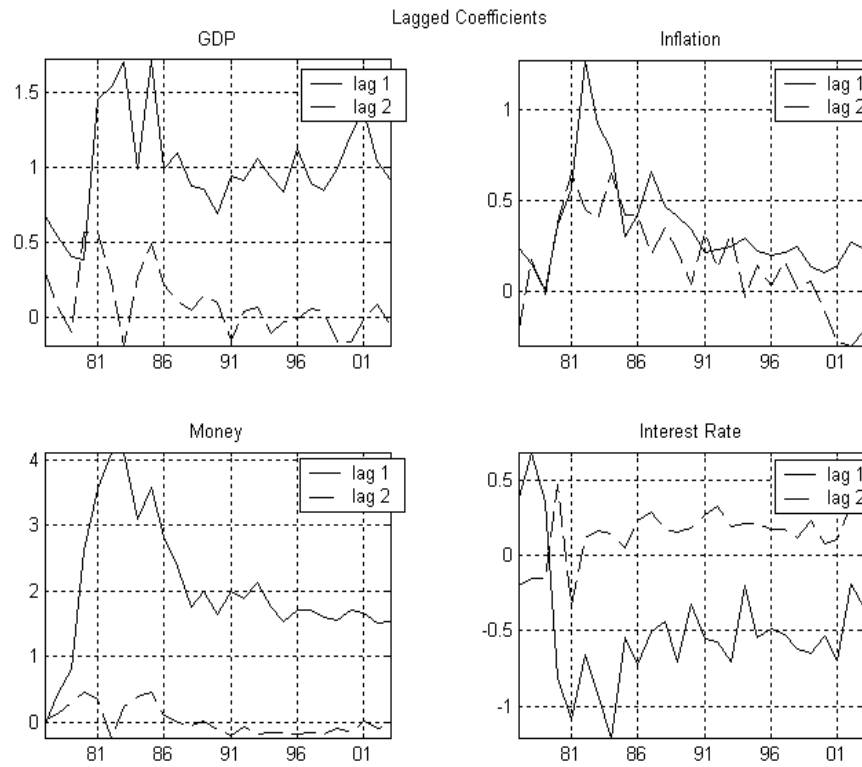 Lagged Coefficients
GDP
1.5
1
0.5
0
81 86 91 96 01
lag 1
lag 2
Inflation
1
0.5
0
81 86 91 96 01
lag 1
lag 2
Money
4
3
2
1
0
81 86 91 96 01
lag 1
lag 2
Interest Rate
0.5
0
-0.5
-1
81 86 91 96 01
lag 1
lag 2